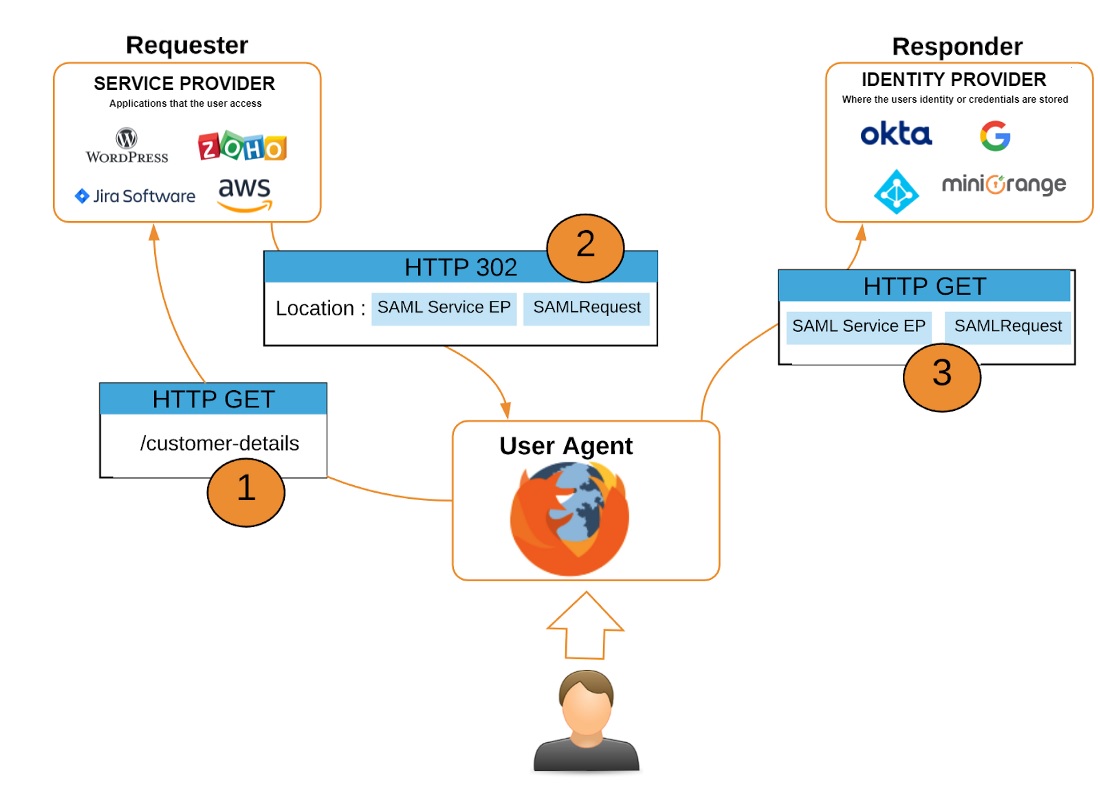 Requester
SERVICE PROVIDER
Applications that the user access
WORDPRESS
ZOHO
Jira Software
aws
Responder
IDENTITY PROVIDER
Where the users identity or credentials are stored
okta
G
miniOrange
2
HTTP 302
Location : SAML Service EP SAMLRequest
HTTP GET
SAML Service EP SAMLRequest
3
HTTP GET
/customer-details
1
User Agent